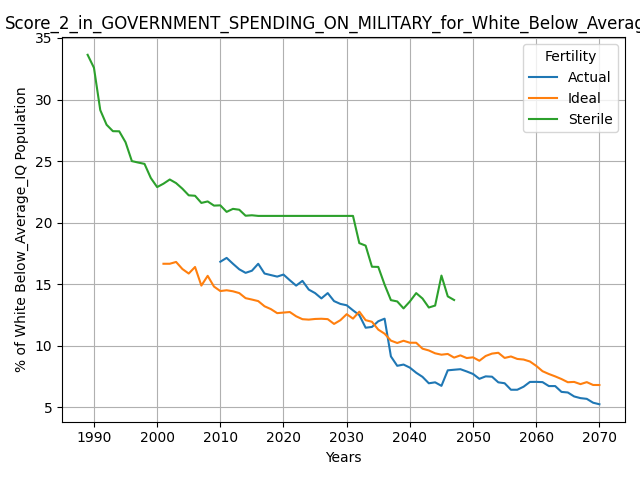 Score_2_in_GOVERNMENT_SPENDING_ON_MILITARY_for_White_Below_Averag
Fertility
Actual
Ideal
Sterile
% of White Below_Average_IQ Population
35
30
25
20
15
10
5
1990 2000 2010 2020 2030 2040 2050 2060 2070
Years